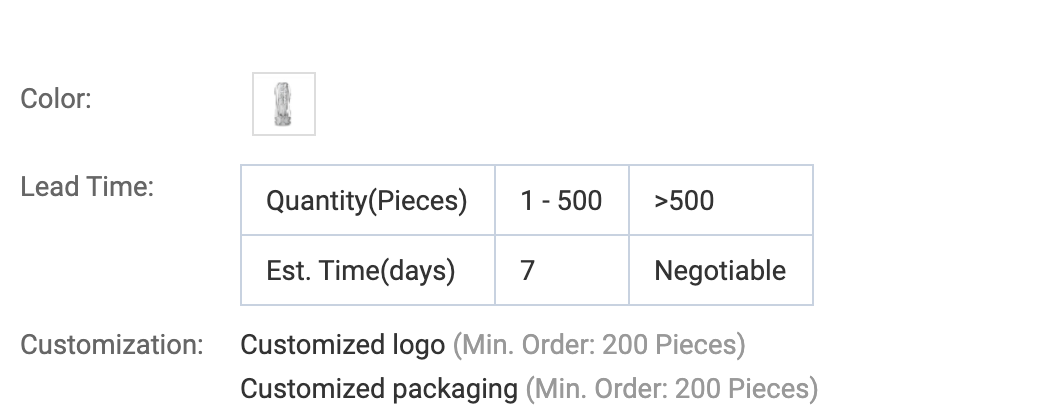 Color:
Lead Time:
Quantity(Pieces) 1 - 500 >500
Est. Time(days) 7 Negotiable
Customization: Customized logo (Min. Order: 200 Pieces)
Customized packaging (Min. Order: 200 Pieces)